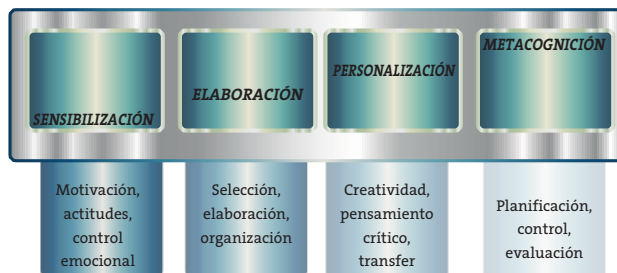 SENSIBILIZACIÓN
ELABORACIÓN
PERSONALIZACIÓN
METACOGNICIÓN
Motivación,
actitudes,
control
emocional
Selección,
elaboración,
organización
Creatividad,
pensamiento
crítico,
transfer
Planificación,
control,
evaluación